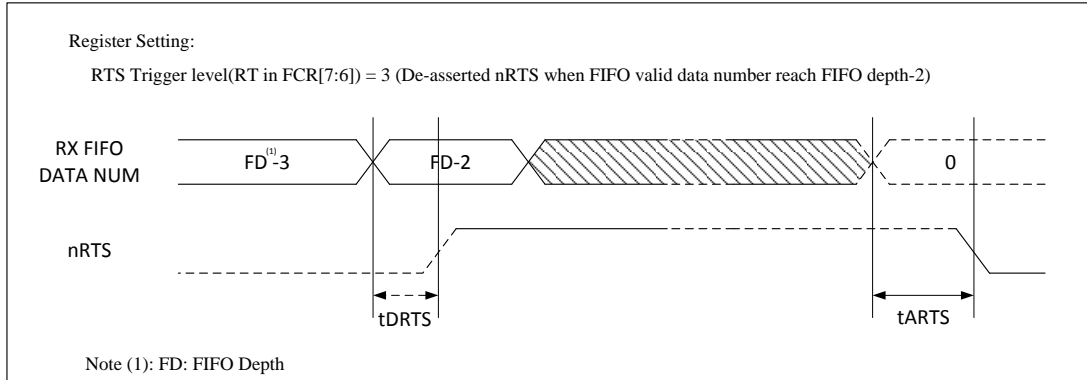 Register Setting:
RTS Trigger level(RT in FCR[7:6]) = 3 (De-asserted nRTS when FIFO valid data number reach FIFO depth-2)
RX FIFO
DATA NUM
FD(1)-3
FD-2
0
nRTS
tDRTS
tARTS
Note (1): FD: FIFO Depth